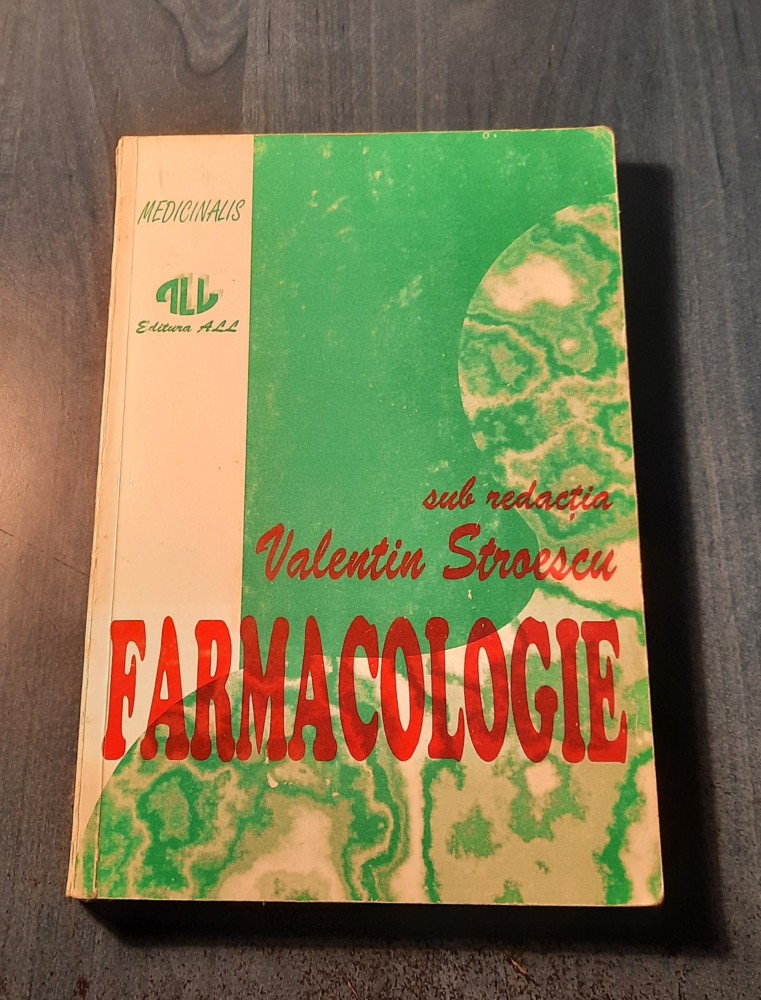 MEDICINALIS
ALL
Editura ALL
sub redacția
Valentin Stroescu
FARMACOLOGIE